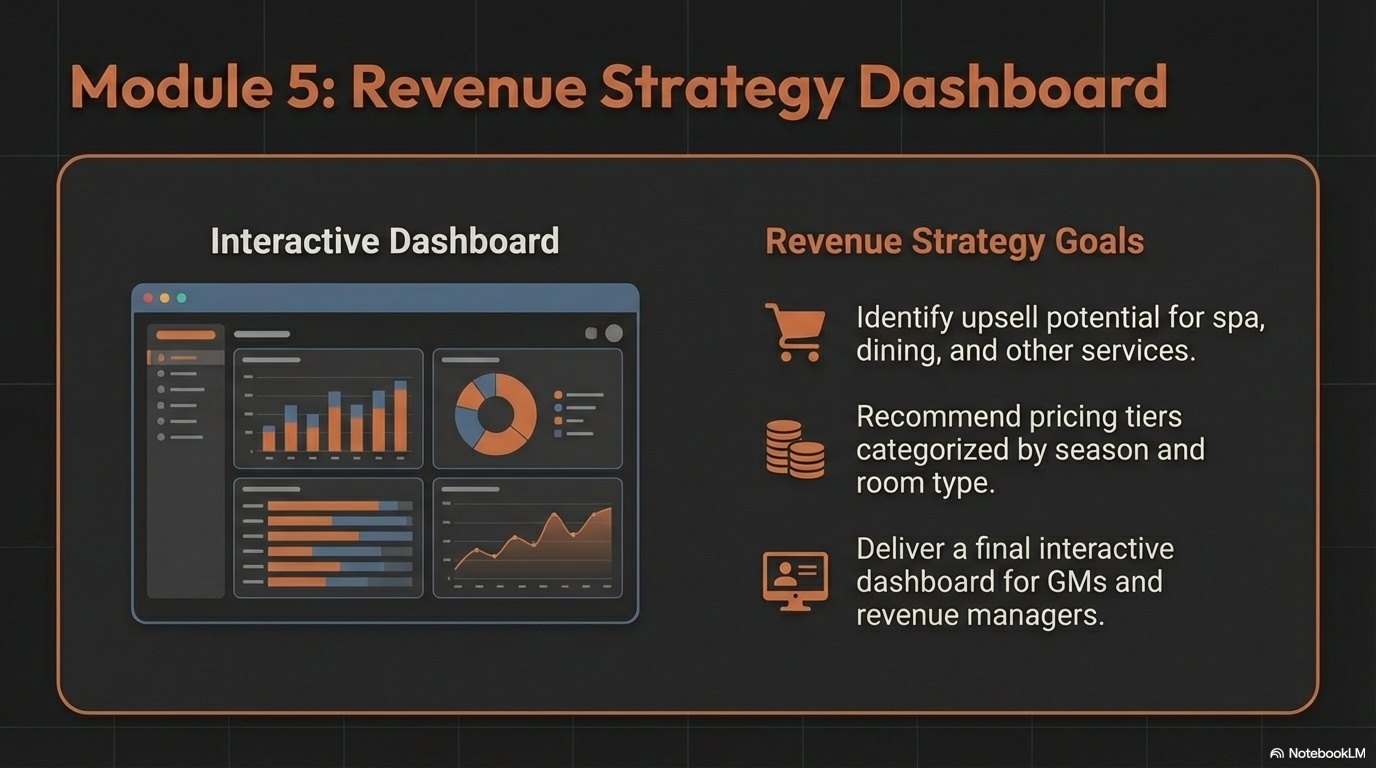 Module 5: Revenue Strategy Dashboard
Interactive Dashboard
Revenue Strategy Goals
Identify upsell potential for spa,
dining, and other services.
Recommend pricing tiers
categorized by season and
room type.
Deliver a final interactive
dashboard for GMs and
revenue managers.
NotebookLM